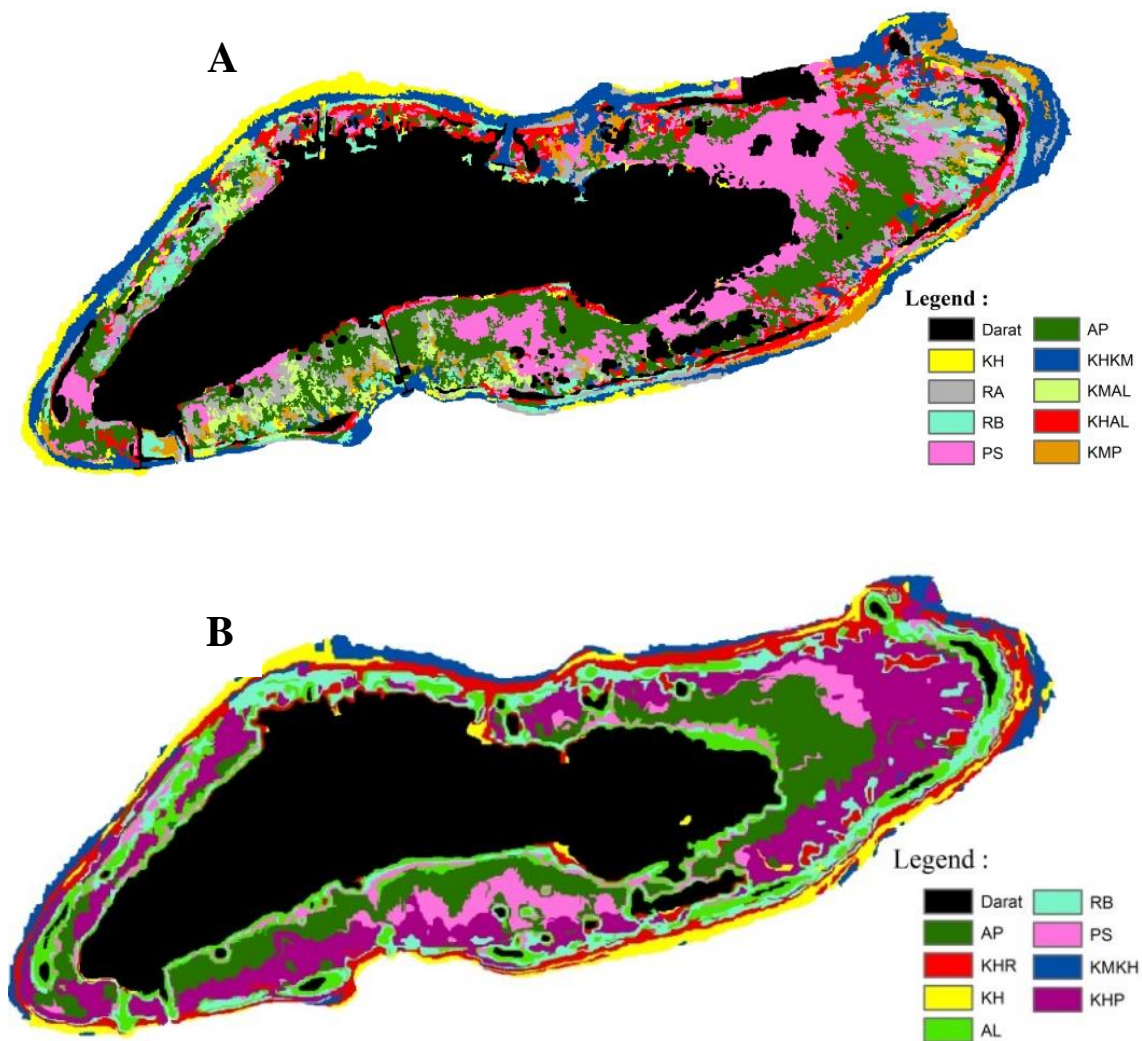 A
Legend :
Darat AP
KH KHKM
RA KMAL
RB KHAL
PS KMP
B
Legend :
Darat RB
AP PS
KHR KMKH
KH KHP
AL